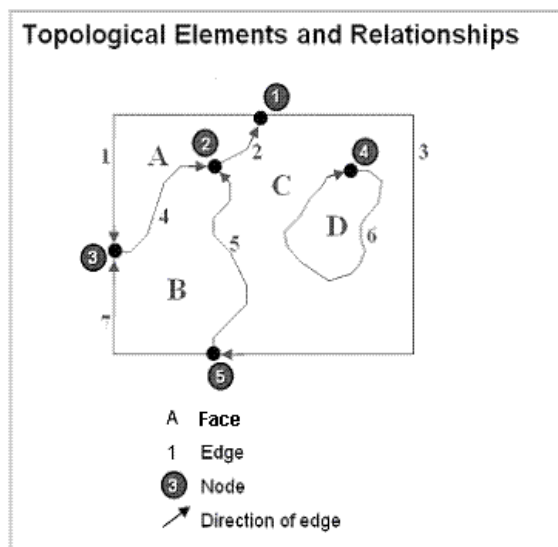 Topological Elements and Relationships
1
2
1
A
2
4
3
C
4
D
3
5
6
B
7
5
A Face
1 Edge
3 Node
Direction of edge